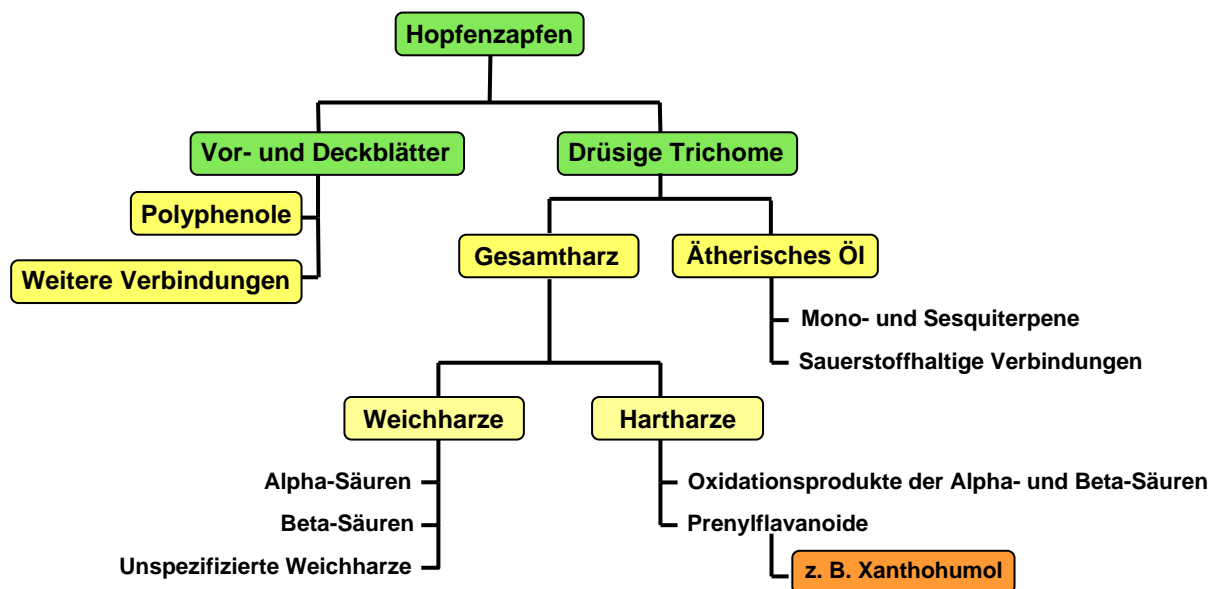 Hopfenzapfen
Vor- und Deckblätter
Drüsige Trichome
Polyphenole
Weitere Verbindungen
Gesamtharz
Ätherisches Öl
Mono- und Sesquiterpene
Sauerstoffhaltige Verbindungen
Weichharze
Hartharze
Alpha-Säuren
Beta-Säuren
Unspezifizierte Weichharze
Oxidationsprodukte der Alpha- und Beta-Säuren
Prenylflavanoide
z. B. Xanthohumol